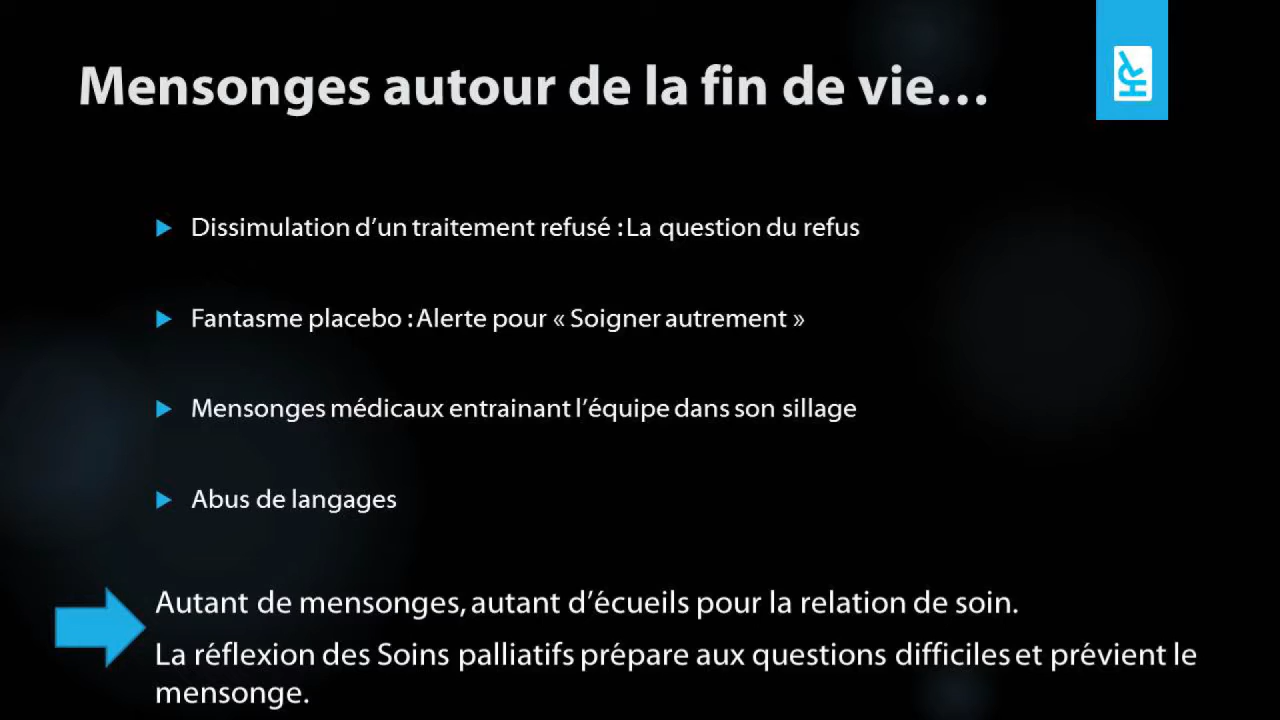 Mensonges autour de la fin de vie…
Dissimulation d’un traitement refusé : La question du refus
Fantasme placebo : Alerte pour « Soigner autrement »
Mensonges médicaux entrainant l’équipe dans son sillage
Abus de langages
Autant de mensonges, autant d’écueils pour la relation de soin.
La réflexion des Soins palliatifs prépare aux questions difficiles et prévient le
mensonge.